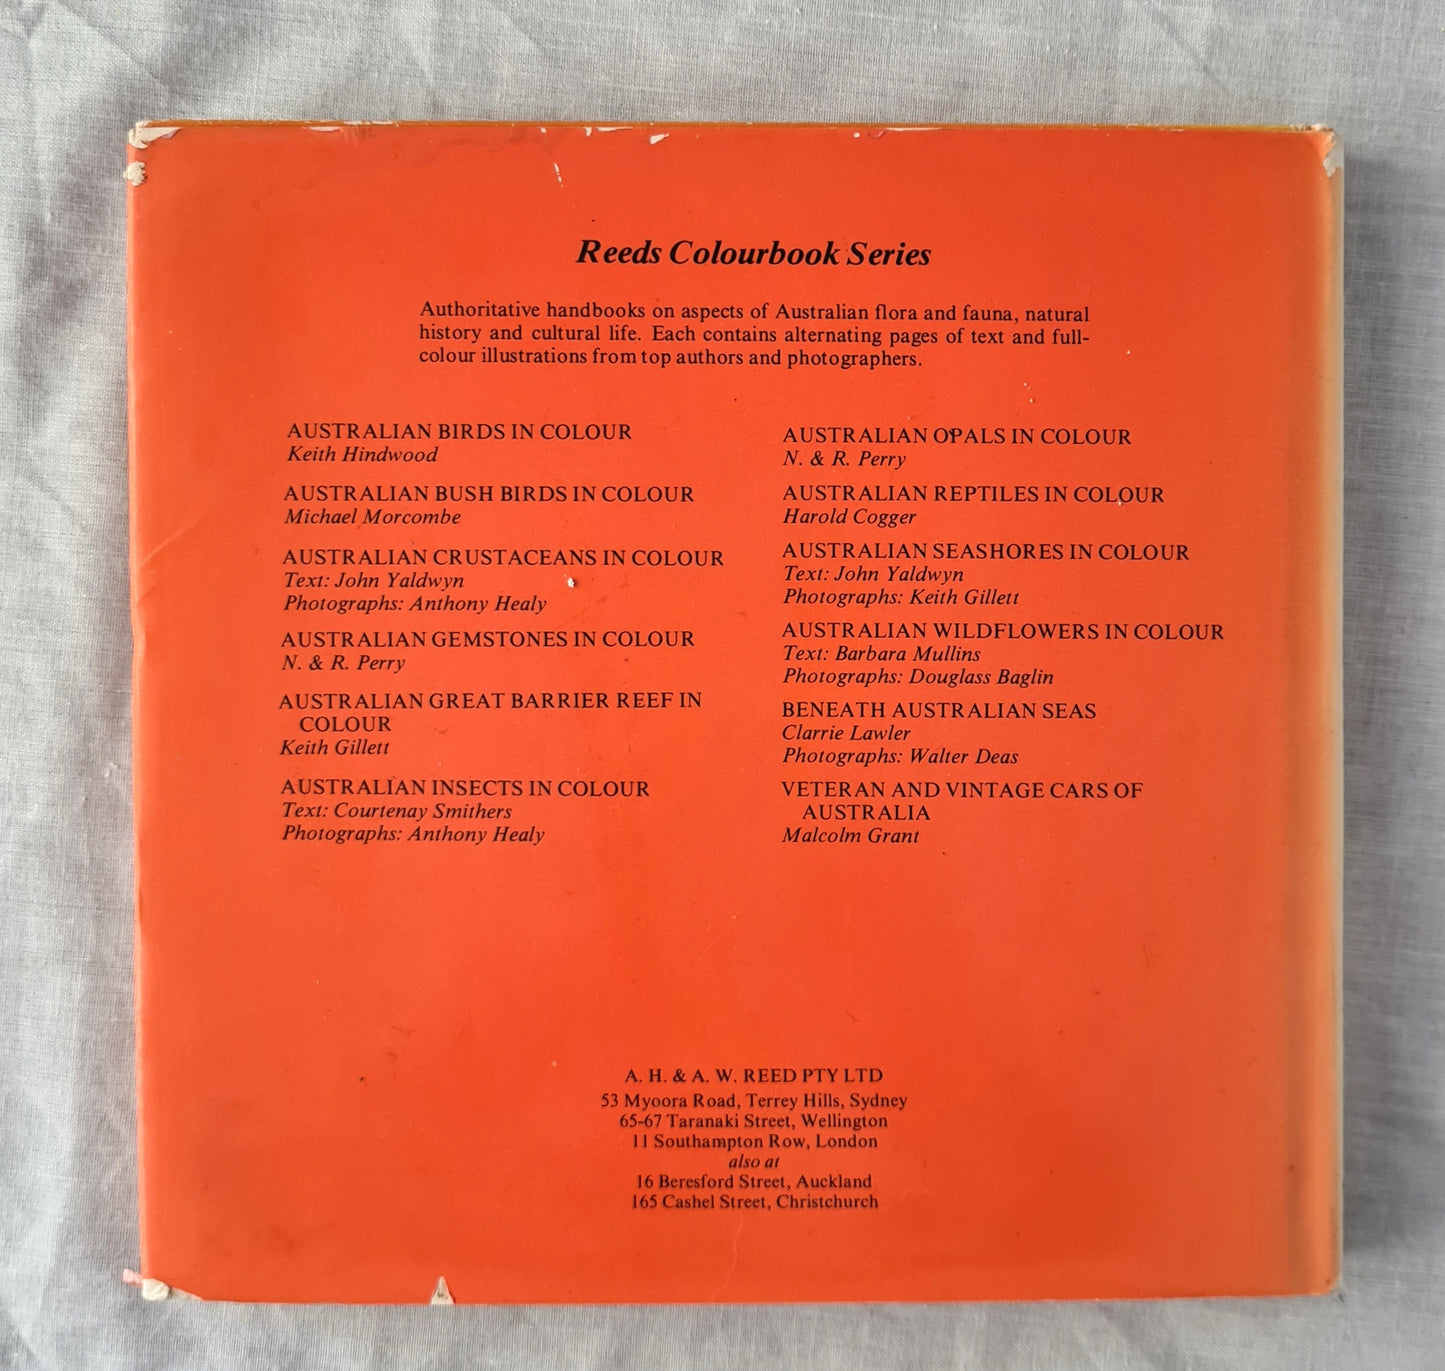 Reeds Colourbook Series
Authoritative handbooks on aspects of Australian flora and fauna, natural
history and cultural life. Each contains alternating pages of text and full-
colour illustrations from top authors and photographers.
AUSTRALIAN BIRDS IN COLOUR
Keith Hindwood
AUSTRALIAN BUSH BIRDS IN COLOUR
Michael Morcombe
AUSTRALIAN CRUSTACEANS IN COLOUR
Text: John Yaldwyn
Photographs: Anthony Healy
AUSTRALIAN GEMSTONES IN COLOUR
N. & R. Perry
AUSTRALIAN GREAT BARRIER REEF IN
COLOUR
Keith Gillett
AUSTRALIAN INSECTS IN COLOUR
Text: Courtenay Smithers
Photographs: Anthony Healy
AUSTRALIAN OPALS IN COLOUR
N. & R. Perry
AUSTRALIAN REPTILES IN COLOUR
Harold Cogger
AUSTRALIAN SEASHORES IN COLOUR
Text: John Yaldwyn
Photographs: Keith Gillett
AUSTRALIAN WILDFLOWERS IN COLOUR
Text: Barbara Mullins
Photographs: Douglass Baglin
BENEATH AUSTRALIAN SEAS
Clarrie Lawler
Photographs: Walter Deas
VETERAN AND VINTAGE CARS OF
AUSTRALIA
Malcolm Grant
A. H. & A. W. REED PTY LTD
53 Myoora Road, Terrey Hills, Sydney
65-67 Taranaki Street, Wellington
11 Southampton Row, London
also at
16 Beresford Street, Auckland
165 Cashel Street, Christchurch